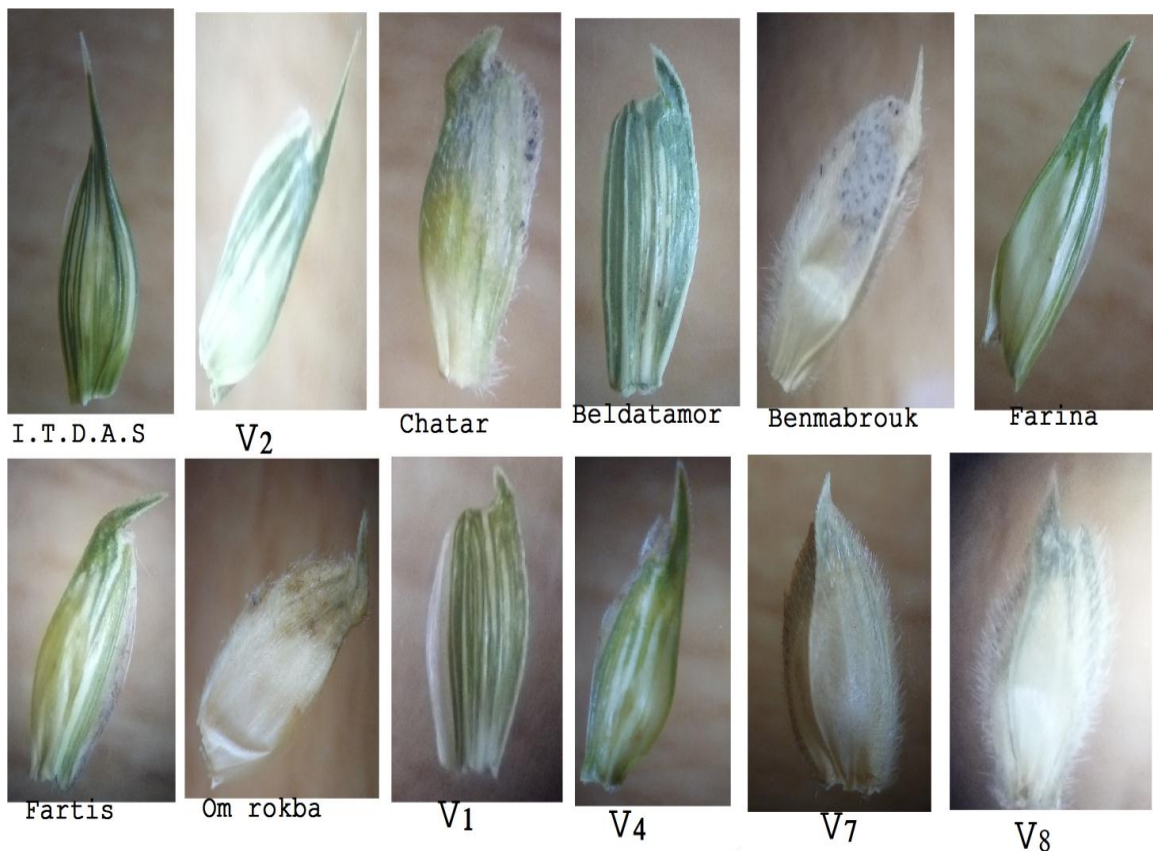 I.T.D.A.S
V2
Chatar
Beldatamor
Benmabrouk
Farina
Fartis
Om rokba
V1
V4
V7
V8